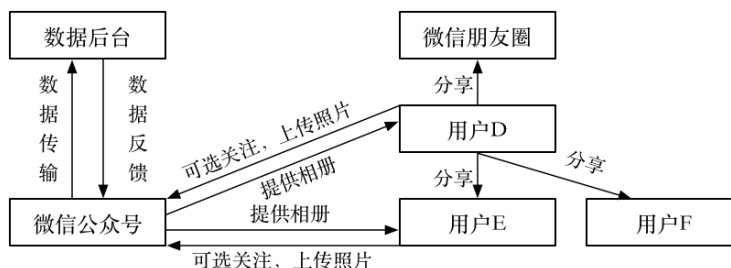 数据后台
微信朋友圈
数据传输
数据反馈
分享
用户D
可选关注，上传照片
提供相册
分享
分享
微信公众号
提供相册
用户E
用户F
可选关注，上传照片